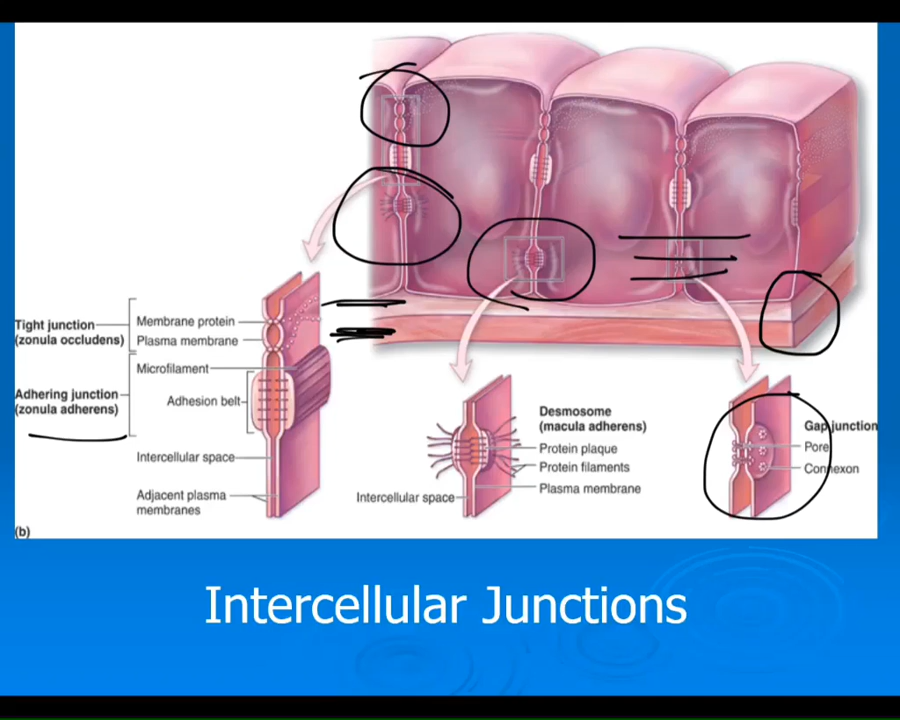 Tight junction
(zonula occludens)
Membrane protein
Plasma membrane
Adhering junction
(zonula adherens)
Microfilament
Adhesion belt
Intercellular space
Adjacent plasma
membranes
(b)
Desmosome
(macula adherens)
Protein plaque
Protein filaments
Plasma membrane
Intercellular space
Gap junction
Pore
Connexon
Intercellular Junctions